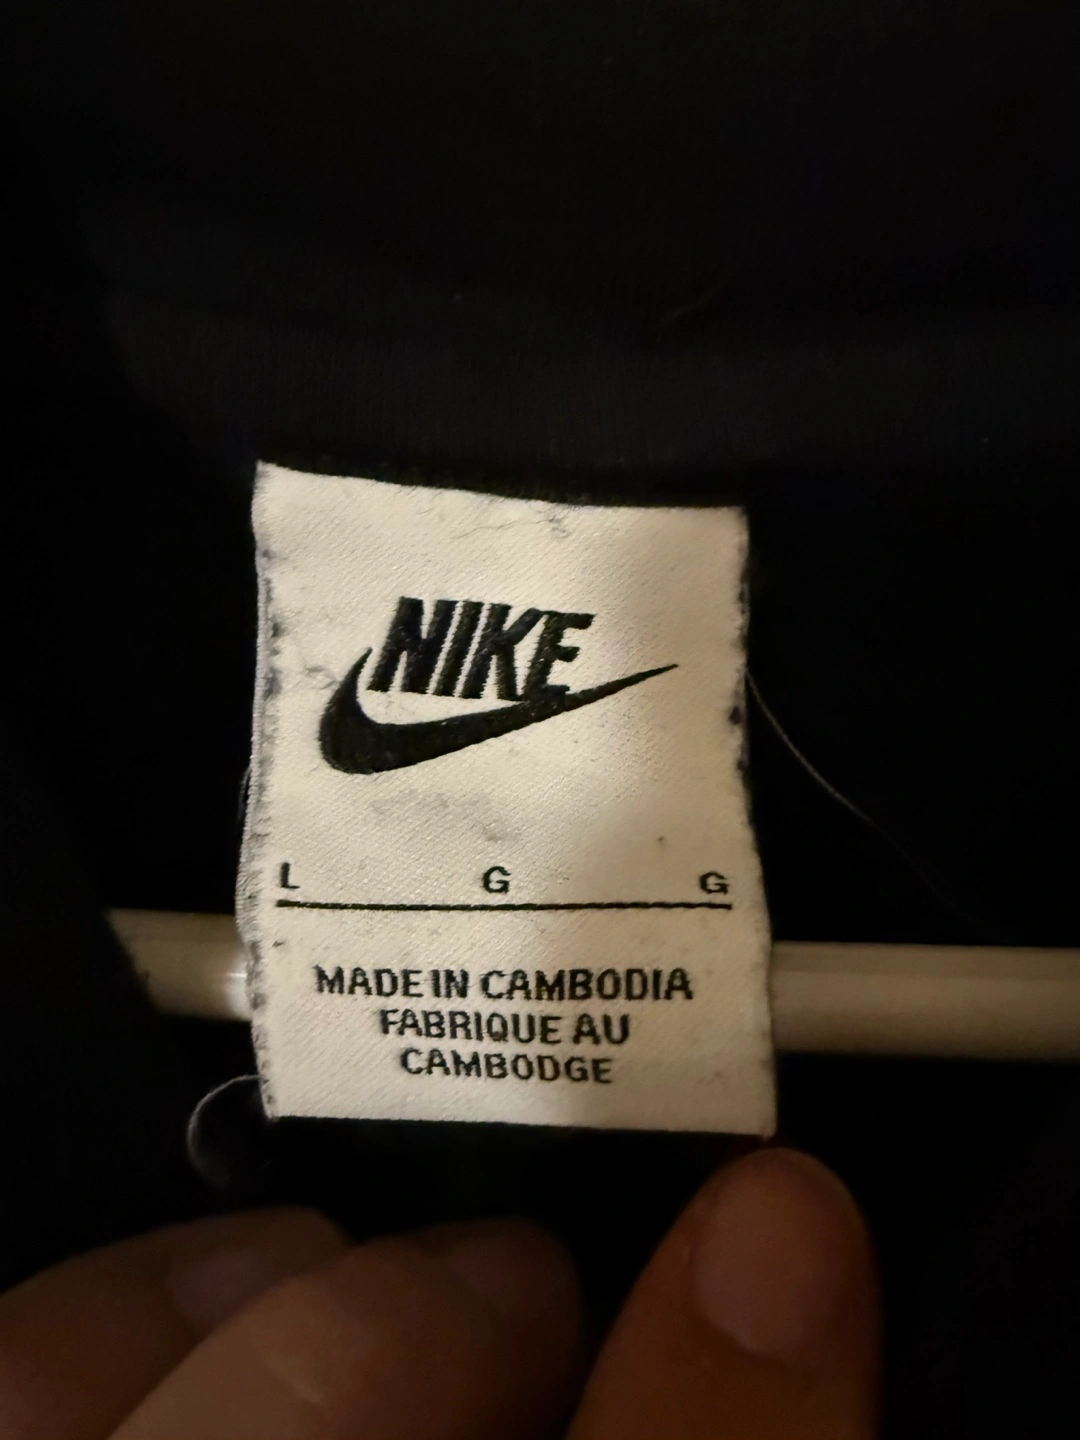 NIKE
L G G
MADE IN CAMBODIA
FABRIQUE AU
CAMBODGE